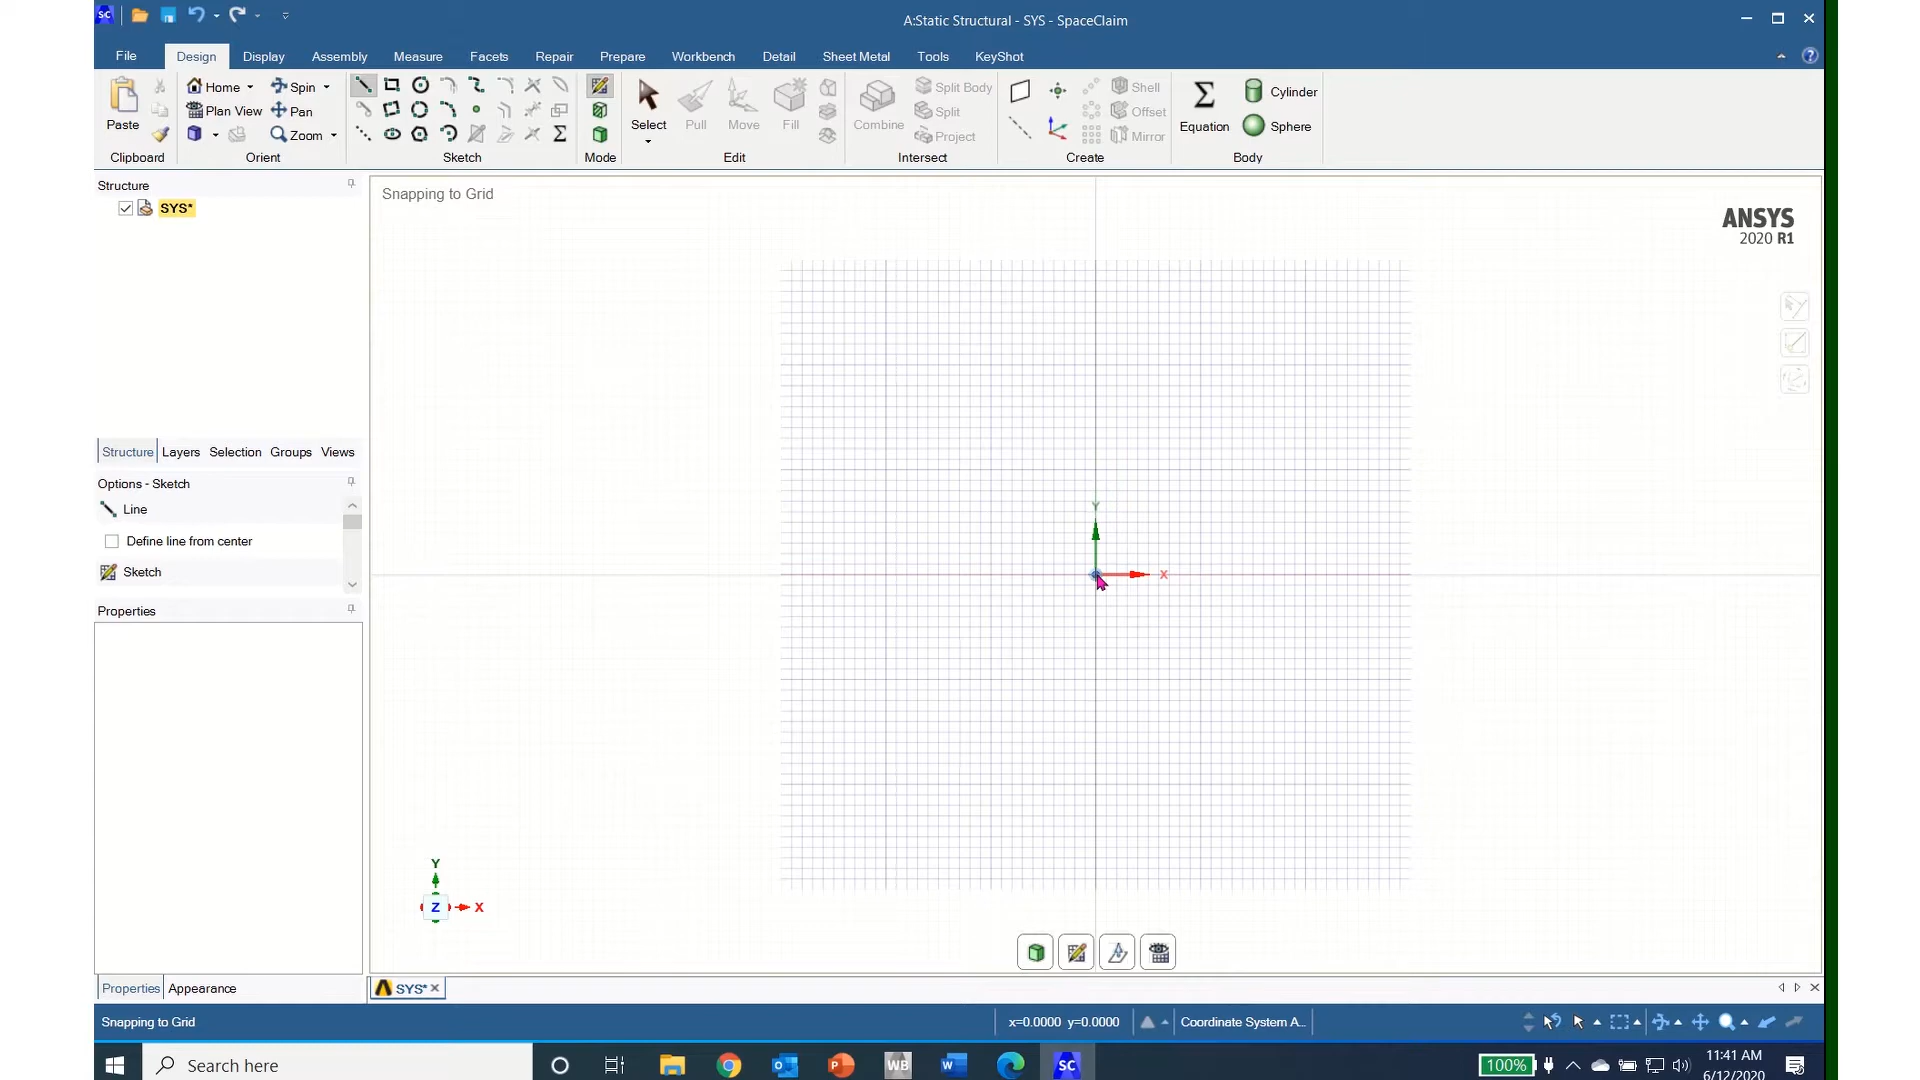 SC
A:Static Structural - SYS - SpaceClaim
File Design Display Assembly Measure Facets Repair Prepare Workbench Detail Sheet Metal Tools KeyShot
Home Spin
Plan View Pan
Zoom
Paste
Select Pull Move Fill
Combine
Split Body
Split
Project
Shell
Offset
Mirror
Equation
Cylinder
Sphere
Clipboard Orient Sketch Mode Edit Intersect Create Body
Structure
SYS*
Snapping to Grid
ANSYS
2020 R1
Structure Layers Selection Groups Views
Options - Sketch
Line
Define line from center
Sketch
Properties
Y
X
Y
Z X
Properties Appearance
SYS*
Snapping to Grid
x=0.0000 y=0.0000
Coordinate System A...
Search here
WB
SC
100%
11:41 AM
6/12/2020